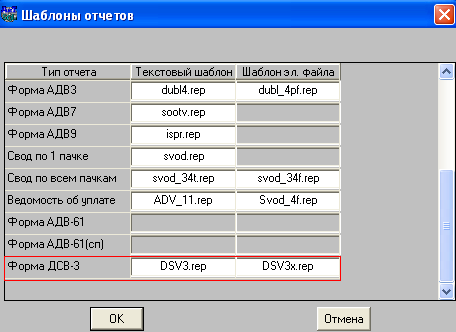 Шаблоны отчетов
Тип отчета Текстовый шаблон Шаблон эл. файла
Форма АДВ3 dubl4.rep dubl_4pf.rep
Форма АДВ7 sootv.rep
Форма АДВ9 ispr.rep
Свод по 1 пачке svod.rep
Свод по всем пачкам svod_34t.rep svod_34f.rep
Ведомость об уплате ADV_11.rep Svod_4f.rep
Форма АДВ-61
Форма АДВ-61(сп)
Форма ДСВ-3 DSV3.rep DSV3x.rep
OK Отмена